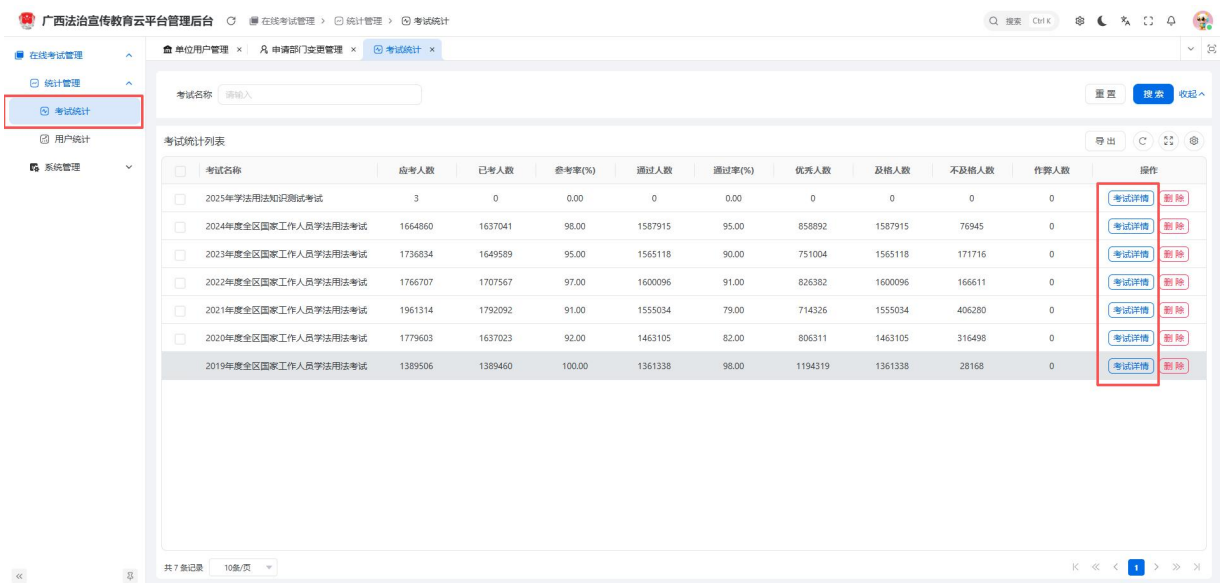 广西法治宣传教育云平台管理后台 在线考试管理 > 统计管理 > 考试统计 搜索 Ctrl K
在线考试管理
统计管理
考试统计
用户统计
系统管理
单位用户管理 × 申请部门变更管理 × 考试统计 ×
考试名称 请输入 重置 搜索 收起
考试统计列表 导出
考试名称 应考人数 已考人数 参考率(%) 通过人数 通过率(%) 优秀人数 及格人数 不及格人数 作弊人数 操作
2025年学法用法知识测试考试 3 0 0.00 0 0.00 0 0 0 0 考试详情 删除
2024年度全区国家工作人员学法用法考试 1664860 1637041 98.00 1587915 95.00 858892 1587915 76945 0 考试详情 删除
2023年度全区国家工作人员学法用法考试 1736834 1649589 95.00 1565118 90.00 751004 1565118 171716 0 考试详情 删除
2022年度全区国家工作人员学法用法考试 1766707 1707567 97.00 1600096 91.00 826382 1600096 166611 0 考试详情 删除
2021年度全区国家工作人员学法用法考试 1961314 1792092 91.00 1555034 79.00 714326 1555034 406280 0 考试详情 删除
2020年度全区国家工作人员学法用法考试 1779603 1637023 92.00 1463105 82.00 806311 1463105 316498 0 考试详情 删除
2019年度全区国家工作人员学法用法考试 1389506 1389460 100.00 1361338 98.00 1194319 1361338 28168 0 考试详情 删除
共 7 条记录 10条/页 1